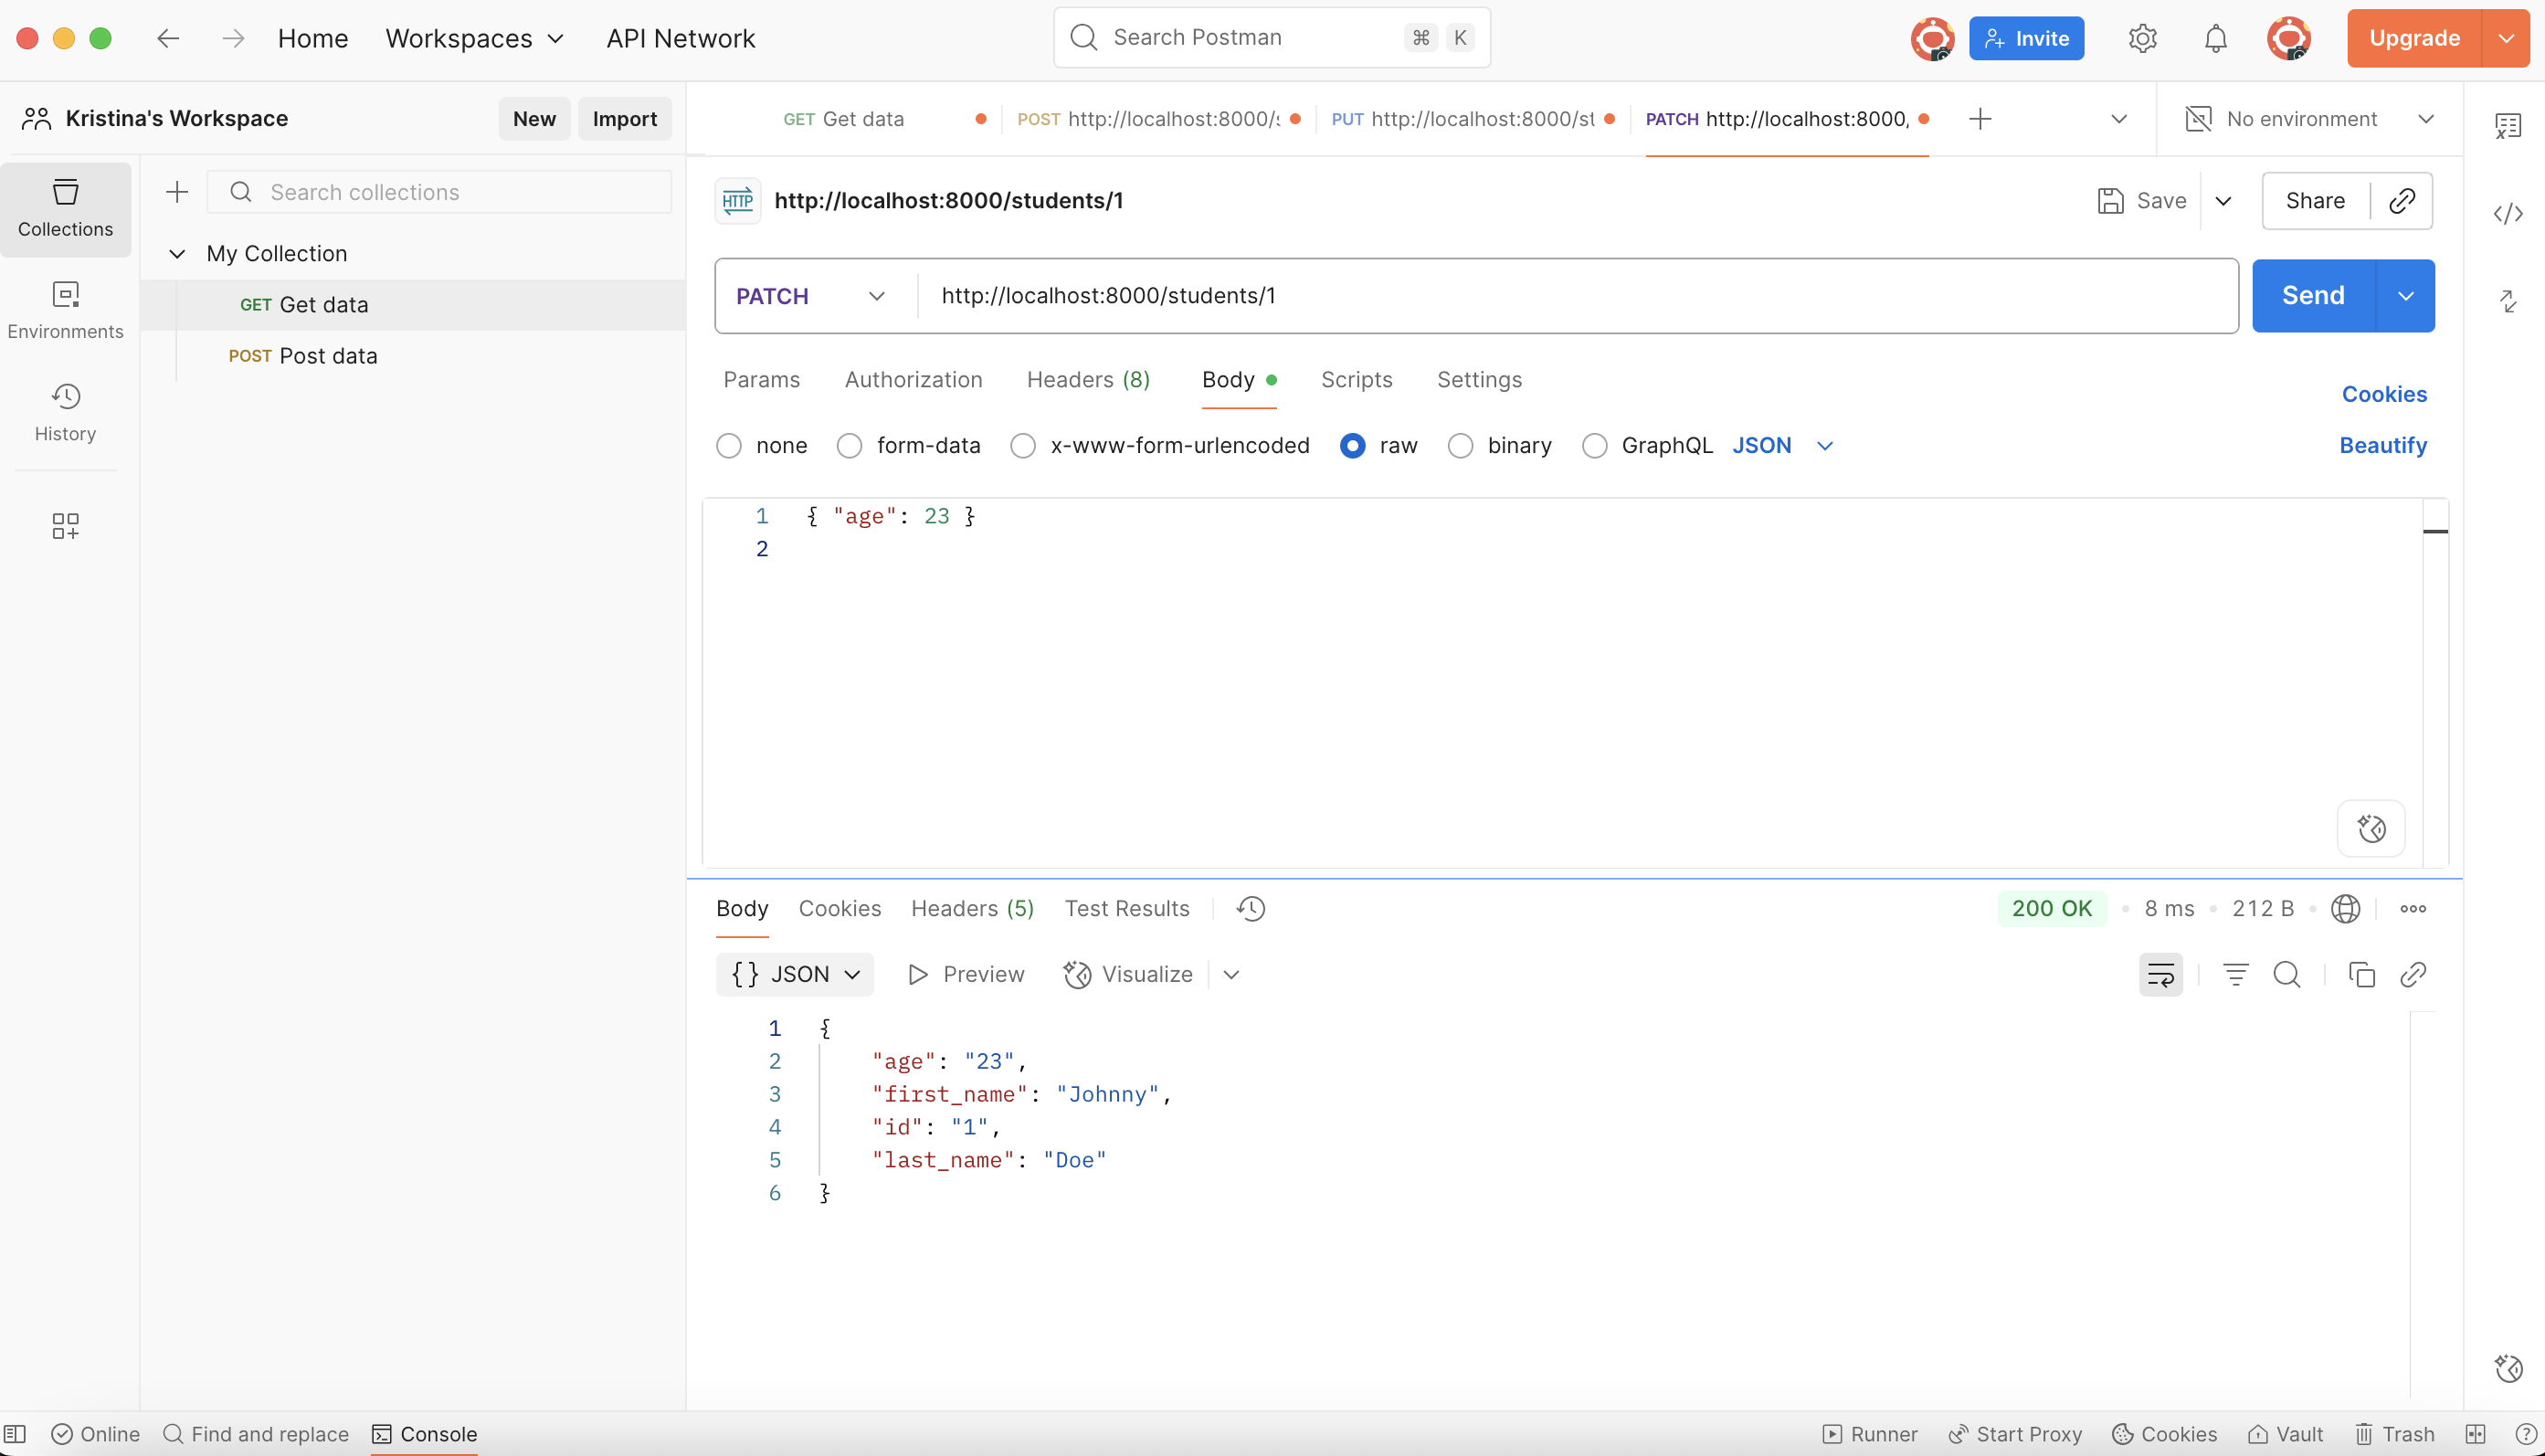 Home Workspaces API Network Search Postman ⌘ K Invite Upgrade
Kristina's Workspace New Import
GET Get data POST http://localhost:8000/s PUT http://localhost:8000/st PATCH http://localhost:8000/ No environment
Collections
Environments
History
Search collections
My Collection
GET Get data
POST Post data
HTTP http://localhost:8000/students/1 Save Share
PATCH http://localhost:8000/students/1 Send
Params Authorization Headers (8) Body Scripts Settings Cookies
none form-data x-www-form-urlencoded raw binary GraphQL JSON Beautify
1 { "age": 23 }
2
Body Cookies Headers (5) Test Results 200 OK • 8 ms • 212 B
{} JSON Preview Visualize
1 {
2 "age": "23",
3 "first_name": "Johnny",
4 "id": "1",
5 "last_name": "Doe"
6 }
Online Find and replace Console Runner Start Proxy Cookies Vault Trash